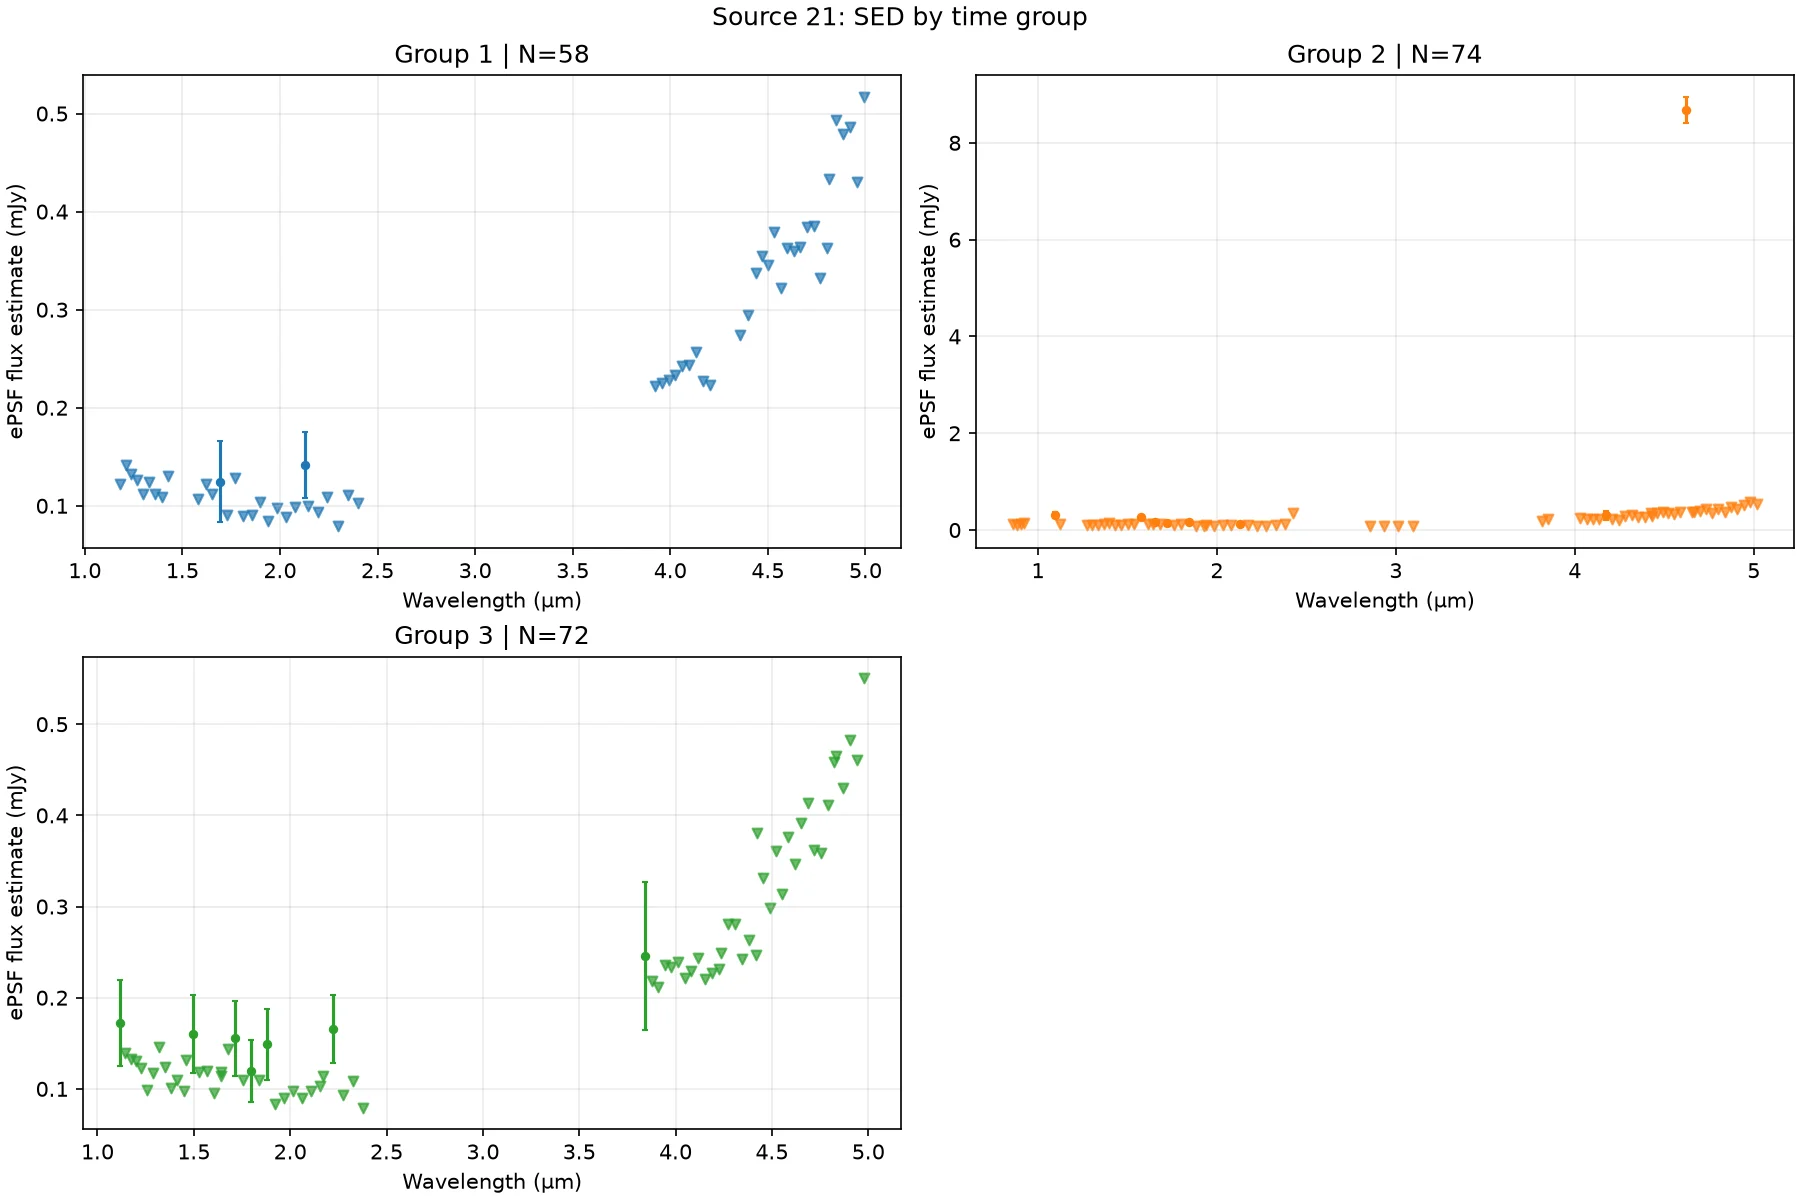 Source 21: SED by time group
Group 1 | N=58
ePSF flux estimate (mJy)
0.5
0.4
0.3
0.2
0.1
1.0 1.5 2.0 2.5 3.0 3.5 4.0 4.5 5.0
Wavelength (μm)
Group 2 | N=74
ePSF flux estimate (mJy)
8
6
4
2
0
1 2 3 4 5
Wavelength (μm)
Group 3 | N=72
ePSF flux estimate (mJy)
0.5
0.4
0.3
0.2
0.1
1.0 1.5 2.0 2.5 3.0 3.5 4.0 4.5 5.0
Wavelength (μm)